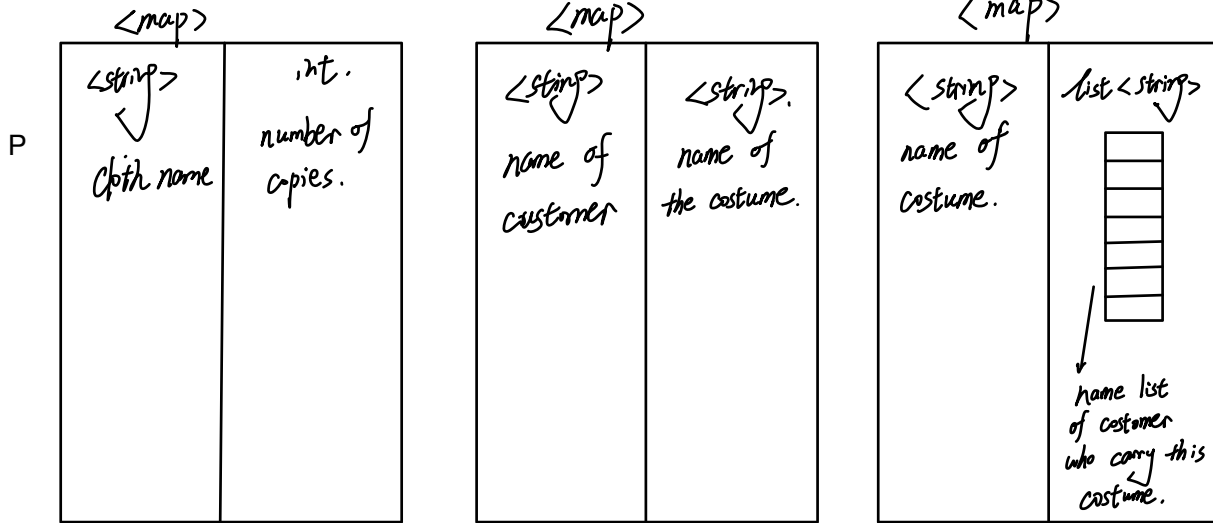 <map>
<string>
int.
cloth name
number of
copies.
<map>
<string>
<string>.
name of
customer
name of
the costume.
<map>
<string>
list<string>
name of
costume.
name list
of costomer
who carry this
costume.
P